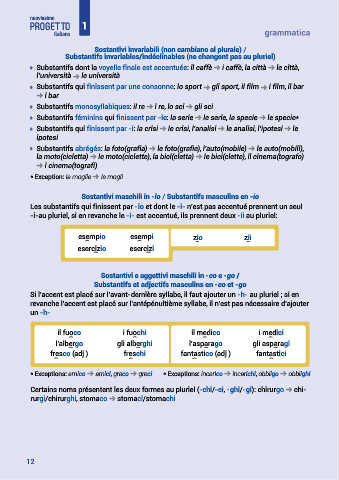 nuovissimo
PROGETTO
italiano
1
grammatica
Sostantivi invariabili (non cambiano al plurale) /
Substantifs invariables/indéclinables (ne changent pas au pluriel)
Substantifs dont la voyelle finale est accentuée: il caffè → i caffè, la città → le città,
l'università → le università
Substantifs qui finissent par une consonne: lo sport → gli sport, il film → i film, il bar
→ i bar
Substantifs monosyllabiques: il re → i re, lo sci → gli sci
Substantifs féminins qui finissent par -ie: la serie → le serie, la specie → le specie•
Substantifs qui finissent par -i: la crisi → le crisi, l'analisi → le analisi, l'ipotesi → le
ipotesi
Substantifs abrégés: la foto(grafia) → le foto(grafie), l'auto(mobile) → le auto(mobili),
la moto(cicletta) → le moto(ciclette), la bici(cletta) → le bici(clette), il cinema(tografo)
→ i cinema(tografi)
• Exception: la moglie → le mogli
Sostantivi maschili in -io / Substantifs masculins en -io
Les substantifs qui finissent par -io et dont le -i- n'est pas accentué prennent un seul
-i-au pluriel, si en revanche le -i- est accentué, ils prennent deux -ii au pluriel:
esempio esempi zio zii
esercizio esercizi
Sostantivi e aggettivi maschili in -co e -go /
Substantifs et adjectifs masculins en -co et -go
Si l'accent est placé sur l'avant-dernière syllabe, il faut ajouter un -h- au pluriel ; si en
revanche l'accent est placé sur l'antépénultième syllabe, il n'est pas nécessaire d'ajouter
un -h-
il fuoco i fuochi il medico i medici
l'albergo gli alberghi l'asparago gli asparagi
fresco (adj ) freschi fantastico (adj ) fantastici
• Exceptions: amico → amici, greco → greci • Exceptions: incarico → incarichi, obbligo → obblighi
Certains noms présentent les deux formes au pluriel (-chi/-ci, -ghi/-gi): chirurgo → chi-
rurgi/chirurghi, stomaco → stomaci/stomachi
12